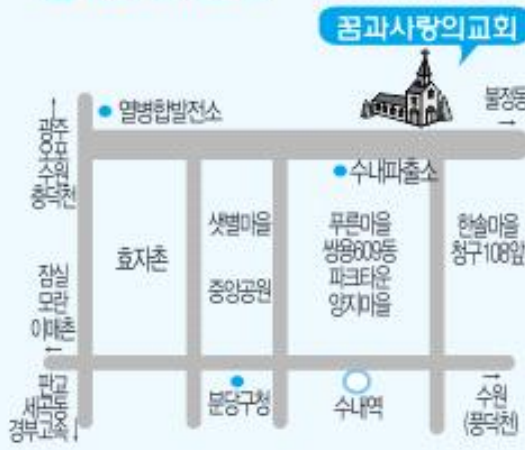 꿈과사랑의교회
불정동
→
↑
광주
오포
수원
충덕천
열병합발전소
수내파출소
효자촌
샛별마을
중앙공원
푸른마을
쌍용609동
파크타운
양지마을
한솔마을
청구108앞
잠실
모란
이매촌
←
판교
세곡동
경부고속↓
분당구청
수내역
→
수원
(풍덕천)